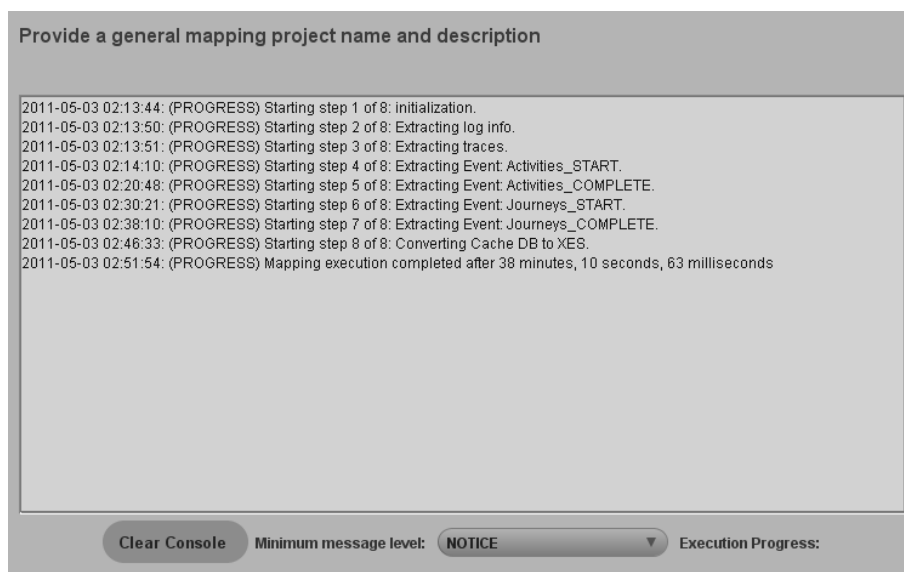 Provide a general mapping project name and description
2011-05-03 02:13:44: (PROGRESS) Starting step 1 of 8: initialization.
2011-05-03 02:13:50: (PROGRESS) Starting step 2 of 8: Extracting log info.
2011-05-03 02:13:51: (PROGRESS) Starting step 3 of 8: Extracting traces.
2011-05-03 02:14:10: (PROGRESS) Starting step 4 of 8: Extracting Event: Activities_START.
2011-05-03 02:20:48: (PROGRESS) Starting step 5 of 8: Extracting Event: Activities_COMPLETE.
2011-05-03 02:30:21: (PROGRESS) Starting step 6 of 8: Extracting Event: Journeys_START.
2011-05-03 02:38:10: (PROGRESS) Starting step 7 of 8: Extracting Event: Journeys_COMPLETE.
2011-05-03 02:46:33: (PROGRESS) Starting step 8 of 8: Converting Cache DB to XES.
2011-05-03 02:51:54: (PROGRESS) Mapping execution completed after 38 minutes, 10 seconds, 63 milliseconds
Clear Console Minimum message level: NOTICE Execution Progress: